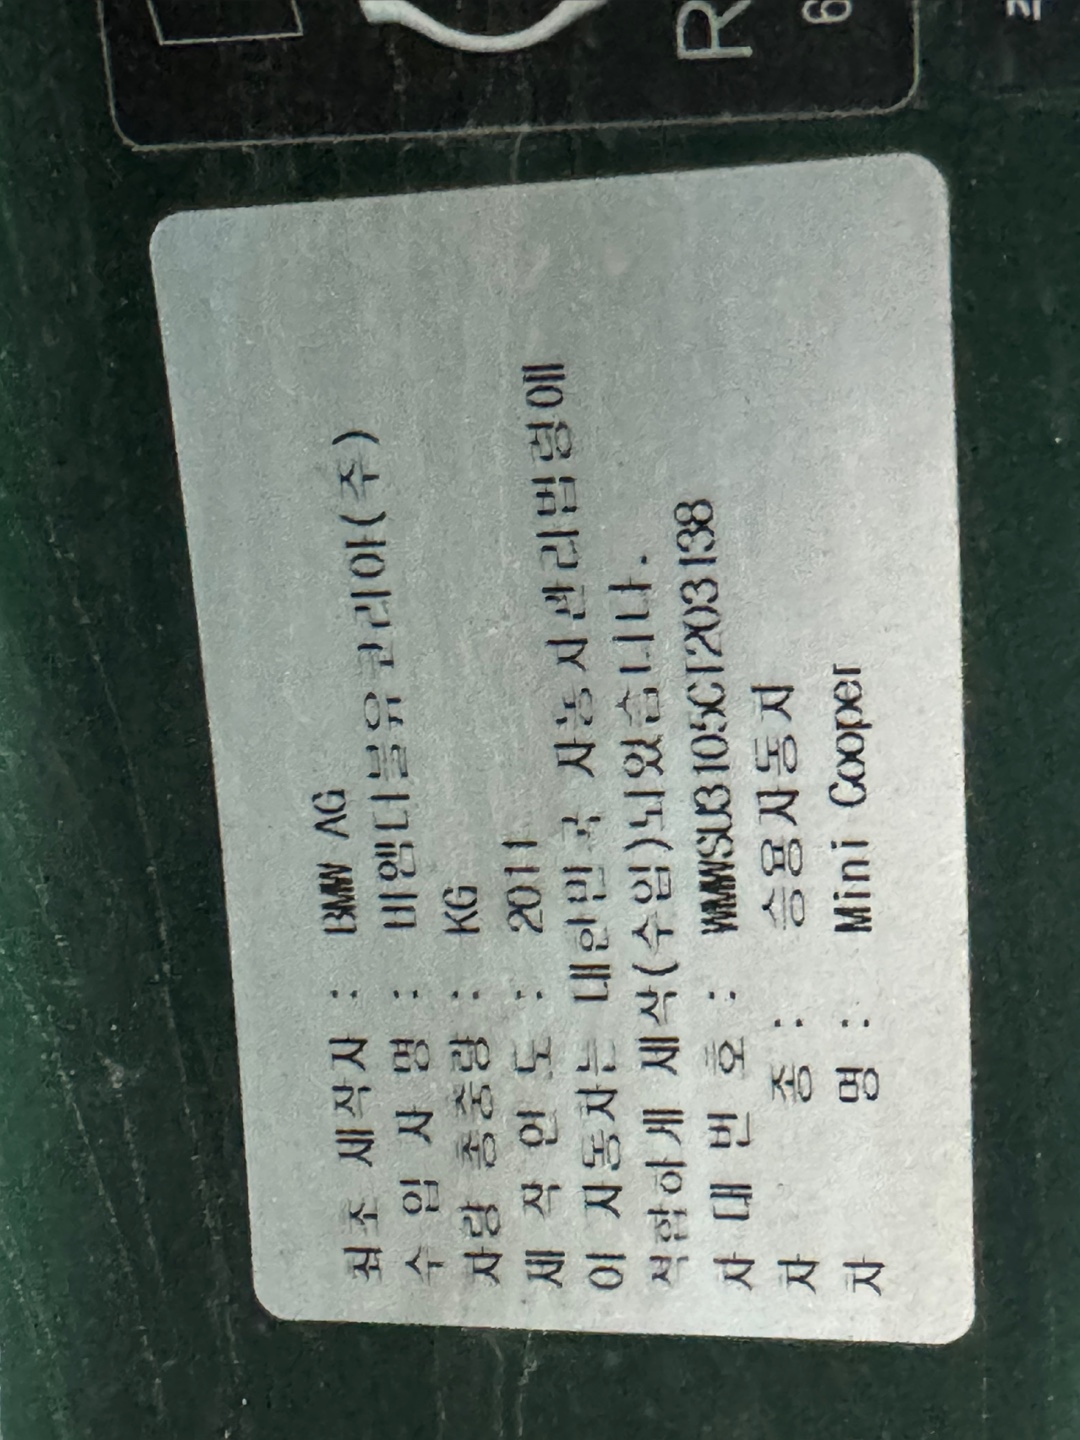 최초 제작자 : BMW AG
수 입 사 명 : 비엠더블유코리아(주)
차량 총중량 : KG
제 작 연 도 : 2011
이 자동차는 대한민국 자동차관리법령에
적합하게 제작(수입)되었습니다.
차 대 번 호 : WMWSU3105CT203138
차 종 : 승용자동차
차 명 : Mini Cooper
R
6